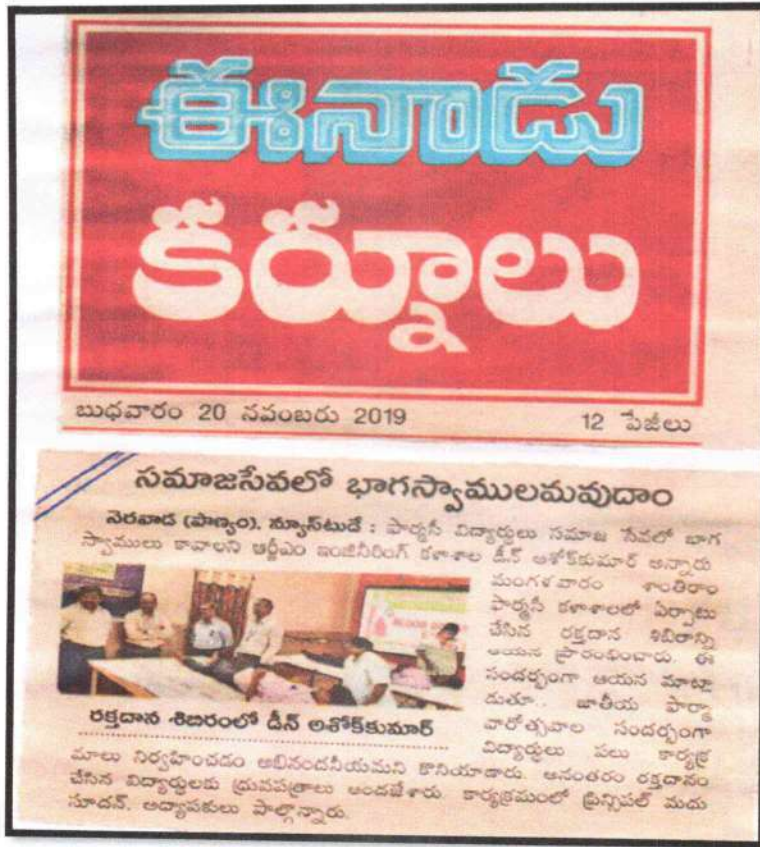 ఈనాడు
కర్నూలు
బుధవారం 20 నవంబరు 2019
12 పేజీలు
సమాజసేవలో భాగస్వాములమవుదాం
నెరవాడ (పాణ్యం), న్యూస్‌టుడే : ఫార్మసీ విద్యార్థులు సమాజ సేవలో భాగ
స్వాములు కావాలని ఆర్జీఎం ఇంజినీరింగ్ కళాశాల డీన్ అశోక్‌కుమార్ అన్నారు
మంగళవారం శాంతిరాం
ఫార్మసీ కళాశాలలో ఏర్పాటు
చేసిన రక్తదాన శిబిరాన్ని
ఆయన ప్రారంభించారు. ఈ
సందర్భంగా ఆయన మాట్లా
డుతూ.. జాతీయ ఫార్మా
వారోత్సవాల సందర్భంగా
విద్యార్థులు పలు కార్యక్ర
BLOOD
రక్తదాన శిబిరంలో డీన్ అశోక్‌కుమార్
మాలు నిర్వహించడం అభినందనీయమని కొనియాడారు. అనంతరం రక్తదానం
చేసిన విద్యార్థులకు ధ్రువపత్రాలు అందజేశారు. కార్యక్రమంలో ప్రిన్సిపల్ మధు
సూదన్, అధ్యాపకులు పాల్గొన్నారు.